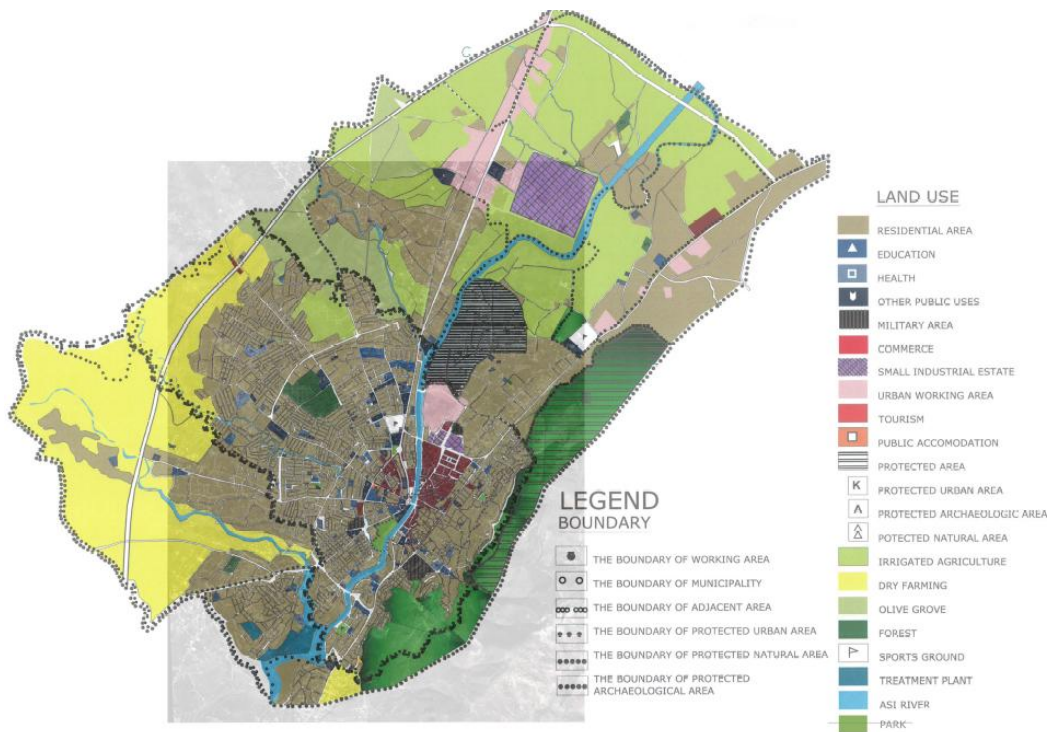 C
LAND USE
RESIDENTIAL AREA
EDUCATION
HEALTH
OTHER PUBLIC USES
MILITARY AREA
COMMERCE
SMALL INDUSTRIAL ESTATE
URBAN WORKING AREA
TOURISM
PUBLIC ACCOMODATION
PROTECTED AREA
K PROTECTED URBAN AREA
PROTECTED ARCHAEOLOGIC AREA
POTECTED NATURAL AREA
IRRIGATED AGRICULTURE
DRY FARMING
OLIVE GROVE
FOREST
SPORTS GROUND
TREATMENT PLANT
ASI RIVER
PARK
LEGEND
BOUNDARY
THE BOUNDARY OF WORKING AREA
THE BOUNDARY OF MUNICIPALITY
THE BOUNDARY OF ADJACENT AREA
THE BOUNDARY OF PROTECTED URBAN AREA
THE BOUNDARY OF PROTECTED NATURAL AREA
THE BOUNDARY OF PROTECTED
ARCHAEOLOGICAL AREA